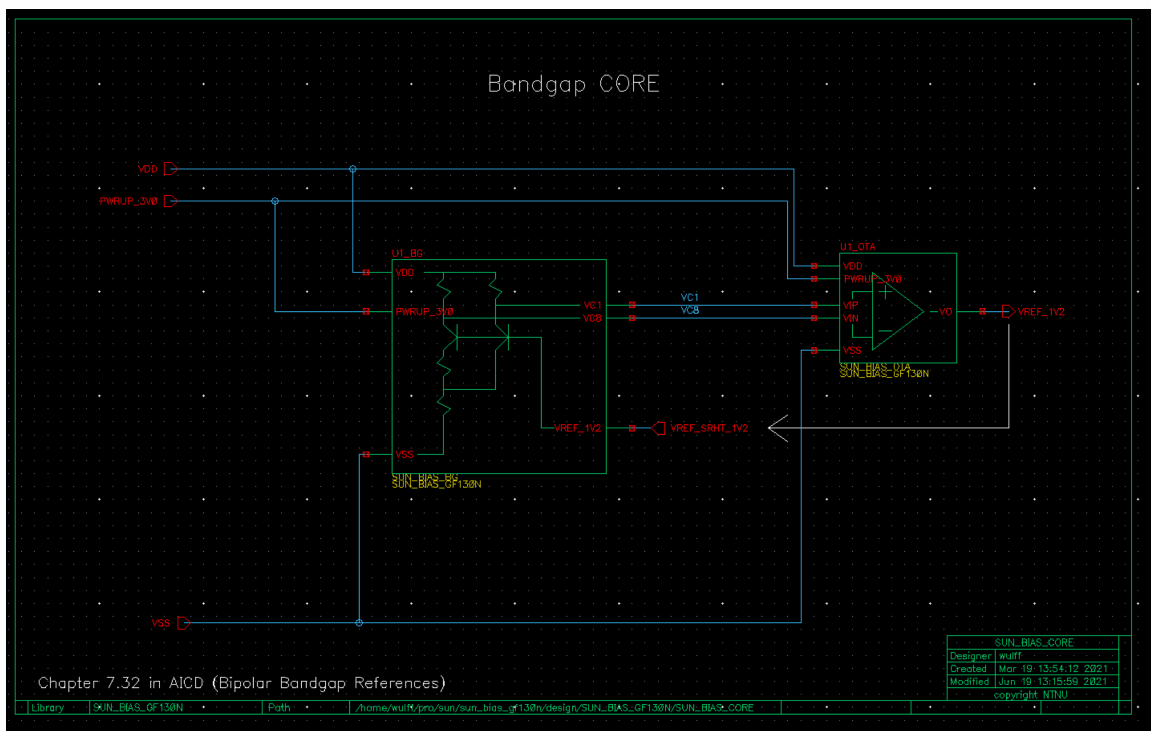 Bandgap CORE
VDD
PWRUP_3V0
U1_BG
VDD
PWRUP_3V0
VC1
VC8
VREF_1V2
VSS
SUN_BIAS_BG
SUN_BIAS_GF130N
VC1
VC8
U1_OTA
VDD
PWRUP_3V0
VIP
VIN
VO
VSS
SUN_BIAS_OTA
SUN_BIAS_GF130N
VREF_1V2
VREF_SRHT_1V2
VSS
Chapter 7.32 in AICD (Bipolar Bandgap References)
SUN_BIAS_CORE
Designer wulff
Created Mar 19 13:54:12 2021
Modified Jun 19 13:15:59 2021
copyright NTNU
Library SUN_BIAS_GF130N Path /home/wulff/pro/sun/sun_bias_gf130n/design/SUN_BIAS_GF130N/SUN_BIAS_CORE